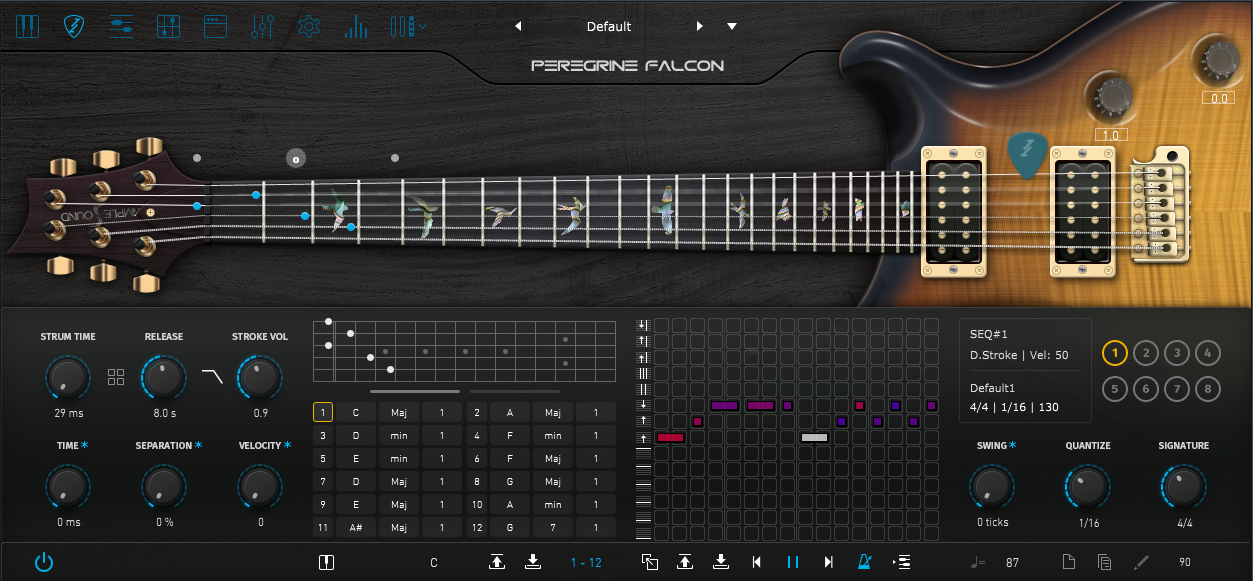 Default
PEREGRINE FALCON
0.0
1.0
AMPLE SOUND
STRUM TIME RELEASE STROKE VOL
29 ms 8.0 s 0.9
TIME* SEPARATION* VELOCITY*
0 ms 0 % 0
1 C Maj 1 2 A Maj 1
3 D min 1 4 F Maj 1
5 E min 1 6 F Maj 1
7 D Maj 1 8 G Maj 1
9 E Maj 1 10 A min 1
11 A# Maj 1 12 G 7 1
SEQ#1
D.Stroke | Vel: 50
Default1
4/4 | 1/16 | 130
1 2 3 4
5 6 7 8
SWING* QUANTIZE SIGNATURE
0 ticks 1/16 4/4
C 1 - 12 87 90